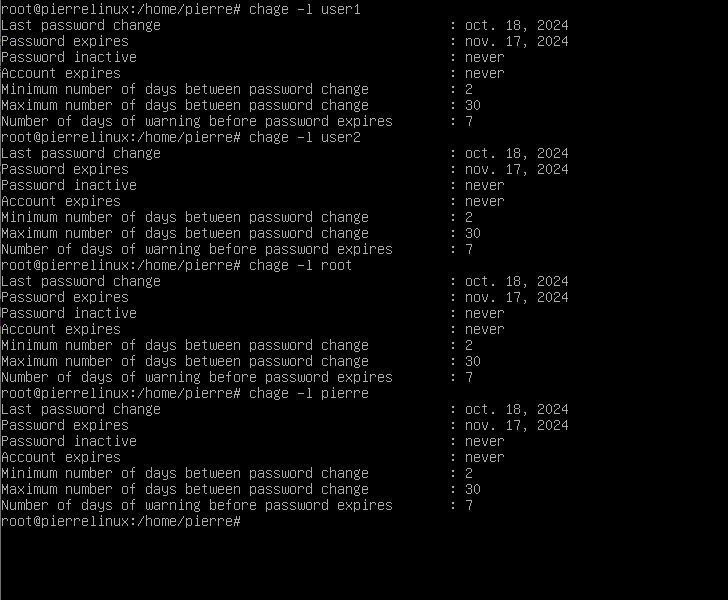 root@pierrelinux:/home/pierre# chage -l user1
Last password change                                    : oct. 18, 2024
Password expires                                        : nov. 17, 2024
Password inactive                                       : never
Account expires                                         : never
Minimum number of days between password change          : 2
Maximum number of days between password change          : 30
Number of days of warning before password expires       : 7
root@pierrelinux:/home/pierre# chage -l user2
Last password change                                    : oct. 18, 2024
Password expires                                        : nov. 17, 2024
Password inactive                                       : never
Account expires                                         : never
Minimum number of days between password change          : 2
Maximum number of days between password change          : 30
Number of days of warning before password expires       : 7
root@pierrelinux:/home/pierre# chage -l root
Last password change                                    : oct. 18, 2024
Password expires                                        : nov. 17, 2024
Password inactive                                       : never
Account expires                                         : never
Minimum number of days between password change          : 2
Maximum number of days between password change          : 30
Number of days of warning before password expires       : 7
root@pierrelinux:/home/pierre# chage -l pierre
Last password change                                    : oct. 18, 2024
Password expires                                        : nov. 17, 2024
Password inactive                                       : never
Account expires                                         : never
Minimum number of days between password change          : 2
Maximum number of days between password change          : 30
Number of days of warning before password expires       : 7
root@pierrelinux:/home/pierre#